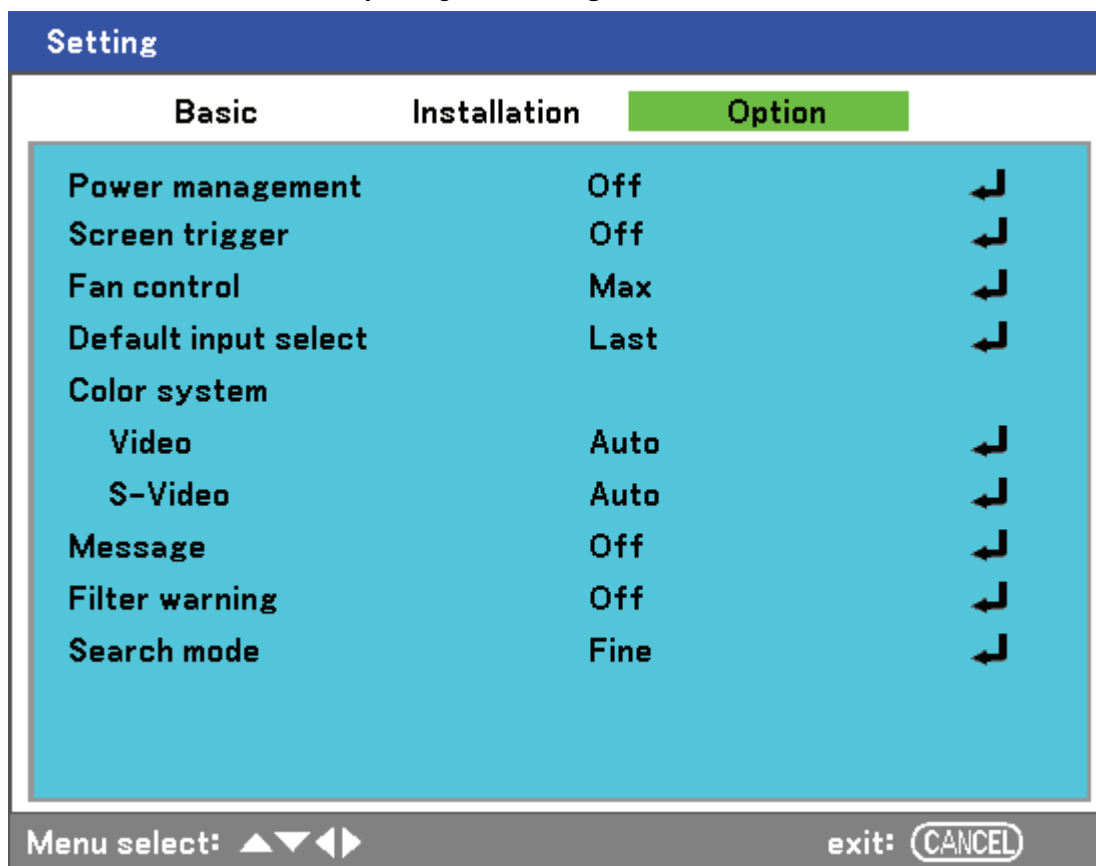 Setting
Basic Installation Option
Power management Off
Screen trigger Off
Fan control Max
Default input select Last
Color system
Video Auto
S-Video Auto
Message Off
Filter warning Off
Search mode Fine
Menu select: ▲▼◀▶ exit: CANCEL